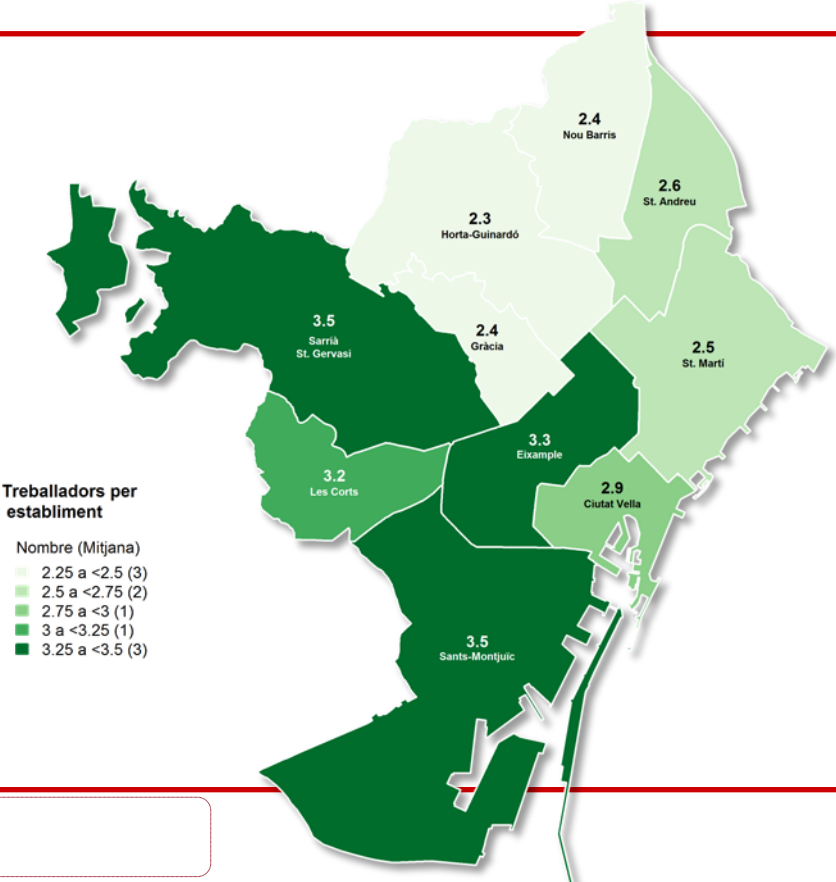 2.4
Nou Barris
2.6
St. Andreu
2.3
Horta-Guinardó
3.5
Sarrià
St. Gervasi
2.4
Gràcia
2.5
St. Martí
3.3
Eixample
3.2
Les Corts
2.9
Ciutat Vella
3.5
Sants-Montjuïc
Treballadors per
establiment
Nombre (Mitjana)
2.25 a <2.5 (3)
2.5 a <2.75 (2)
2.75 a <3 (1)
3 a <3.25 (1)
3.25 a <3.5 (3)